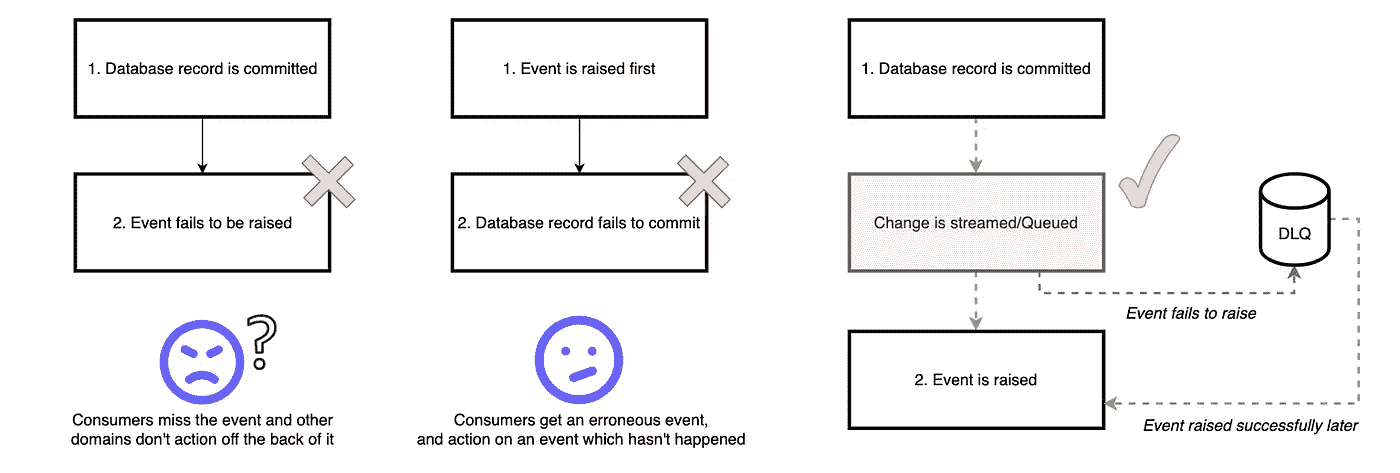 1. Database record is committed
2. Event fails to be raised
?
Consumers miss the event and other
domains don't action off the back of it
1. Event is raised first
2. Database record fails to commit
Consumers get an erroneous event,
and action on an event which hasn't happened
1. Database record is committed
Change is streamed/Queued
DLQ
Event fails to raise
2. Event is raised
Event raised successfully later